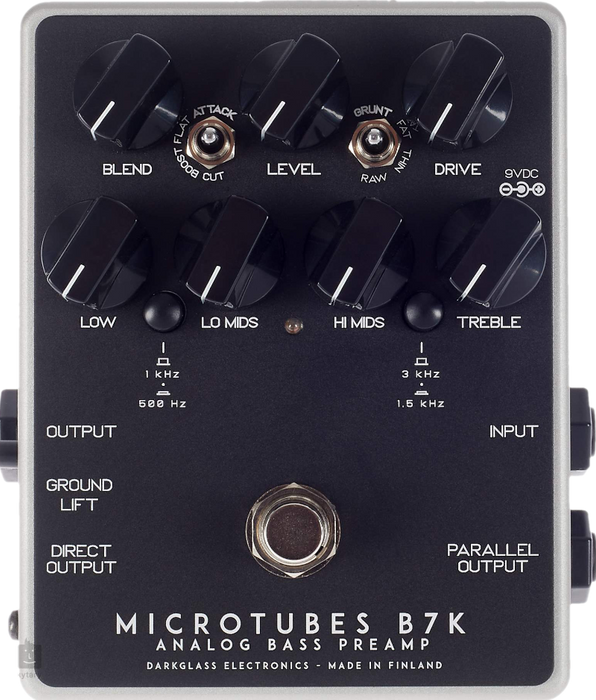 ATTACK
FLAT
BOOST
CUT
GRUNT
FAT
THIN
RAW
BLEND
LEVEL
DRIVE
9VDC
LOW
LO MIDS
HI MIDS
TREBLE
1 kHz
3 kHz
500 Hz
1.5 kHz
OUTPUT
INPUT
GROUND
LIFT
DIRECT
OUTPUT
PARALLEL
OUTPUT
MICROTUBES B7K
ANALOG BASS PREAMP
DARKGLASS ELECTRONICS - MADE IN FINLAND